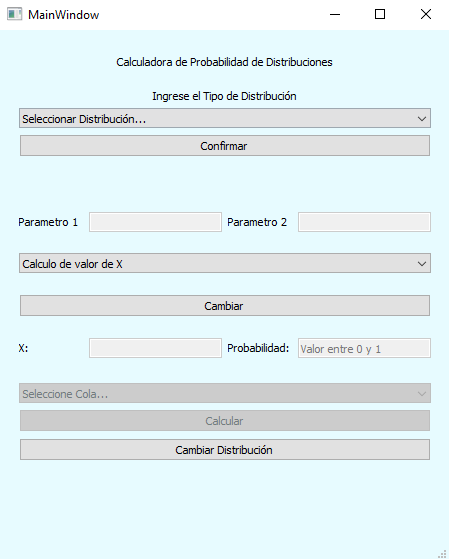 MainWindow
Calculadora de Probabilidad de Distribuciones
Ingrese el Tipo de Distribución
Seleccionar Distribución...
Confirmar
Parametro 1 Parametro 2
Calculo de valor de X
Cambiar
X: Probabilidad: Valor entre 0 y 1
Seleccione Cola...
Calcular
Cambiar Distribución